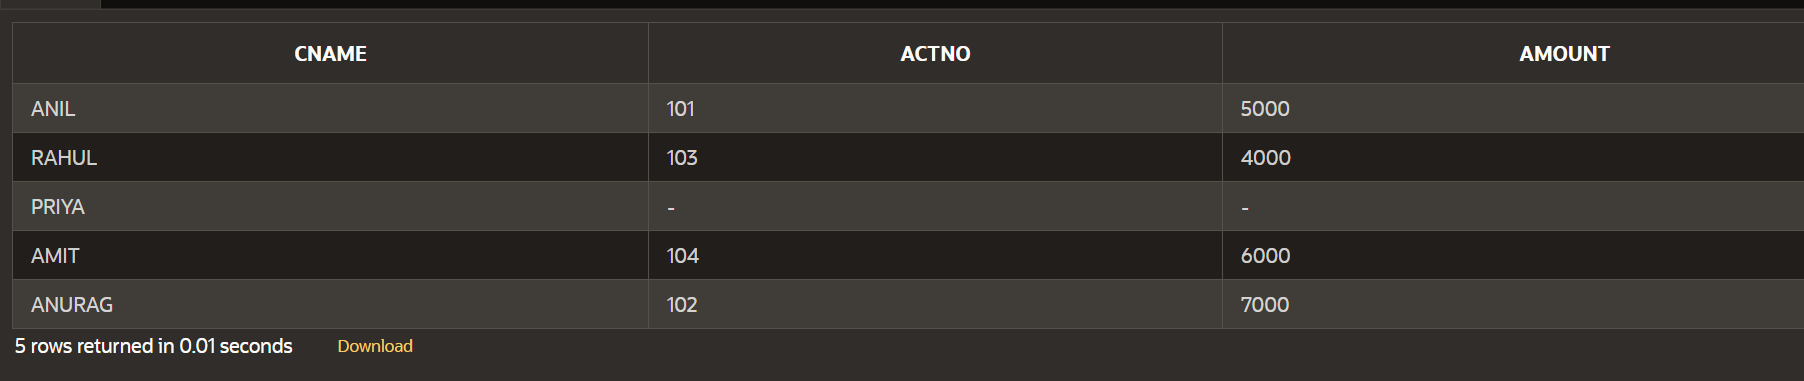 CNAME ACTNO AMOUNT
ANIL 101 5000
RAHUL 103 4000
PRIYA - -
AMIT 104 6000
ANURAG 102 7000
5 rows returned in 0.01 seconds Download